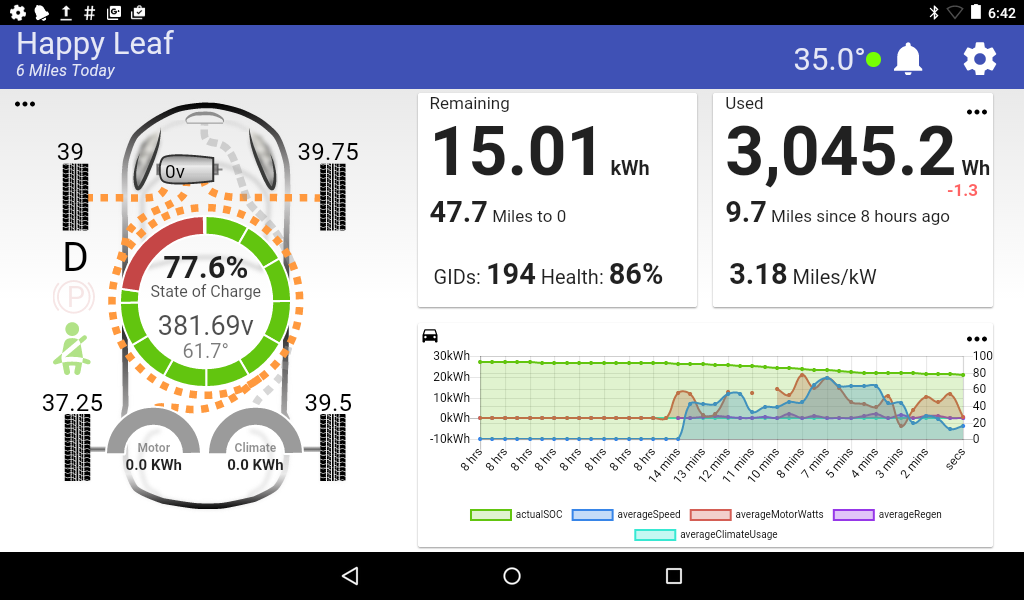 6:42
Happy Leaf
6 Miles Today
35.0°
39
39.75
0v
D
P
77.6%
State of Charge
381.69v
61.7°
37.25
39.5
Motor
0.0 KWh
Climate
0.0 KWh
Remaining
15.01 kWh
47.7 Miles to 0
GIDs: 194 Health: 86%
Used
3,045.2 Wh
-1.3
9.7 Miles since 8 hours ago
3.18 Miles/kW
30kWh
20kWh
10kWh
0kWh
-10kWh
100
80
60
40
20
0
8 hrs
8 hrs
8 hrs
8 hrs
8 hrs
8 hrs
8 hrs
8 hrs
14 mins
13 mins
12 mins
11 mins
10 mins
8 mins
7 mins
5 mins
4 mins
3 mins
2 mins
secs
actualSOC averageSpeed averageMotorWatts averageRegen
averageClimateUsage